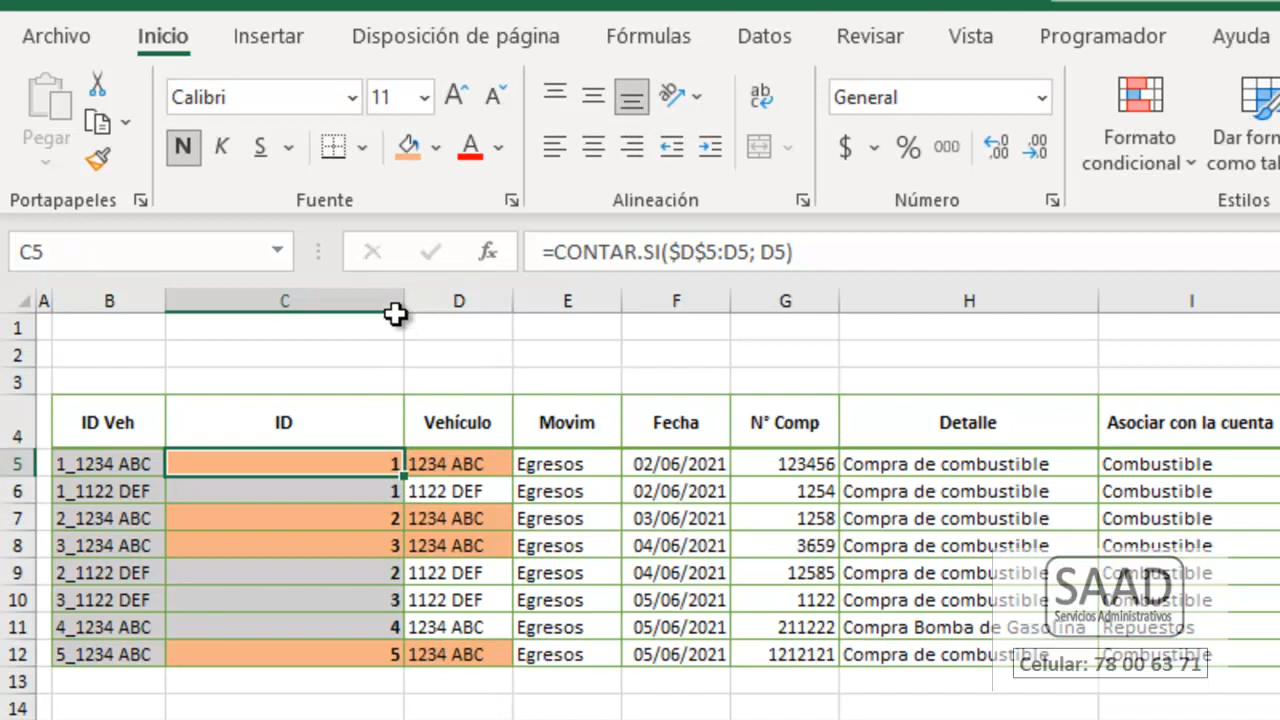 Archivo Inicio Insertar Disposición de página Fórmulas Datos Revisar Vista Programador Ayuda
Calibri 11 General
Pegar N K S $ % 000 Formato condicional Dar form como tal
Portapapeles Fuente Alineación Número Estilos
C5 fx =CONTAR.SI($D$5:D5; D5)
A B C D E F G H I
1
2
3
4 ID Veh ID Vehículo Movim Fecha N° Comp Detalle Asociar con la cuenta
5 1_1234 ABC 1 1234 ABC Egresos 02/06/2021 123456 Compra de combustible Combustible
6 1_1122 DEF 1 1122 DEF Egresos 02/06/2021 1254 Compra de combustible Combustible
7 2_1234 ABC 2 1234 ABC Egresos 03/06/2021 1258 Compra de combustible Combustible
8 3_1234 ABC 3 1234 ABC Egresos 04/06/2021 3659 Compra de combustible Combustible
9 2_1122 DEF 2 1122 DEF Egresos 04/06/2021 12585 Compra de combustible Combustible
10 3_1122 DEF 3 1122 DEF Egresos 05/06/2021 1122 Compra de combustible Combustible
11 4_1234 ABC 4 1234 ABC Egresos 05/06/2021 211222 Compra Bomba de Gasolina Repuestos
12 5_1234 ABC 5 1234 ABC Egresos 05/06/2021 1212121 Compra de combustible Combustible
13
14
SAAD
Servicios Administrativos
Celular: 78 00 63 71